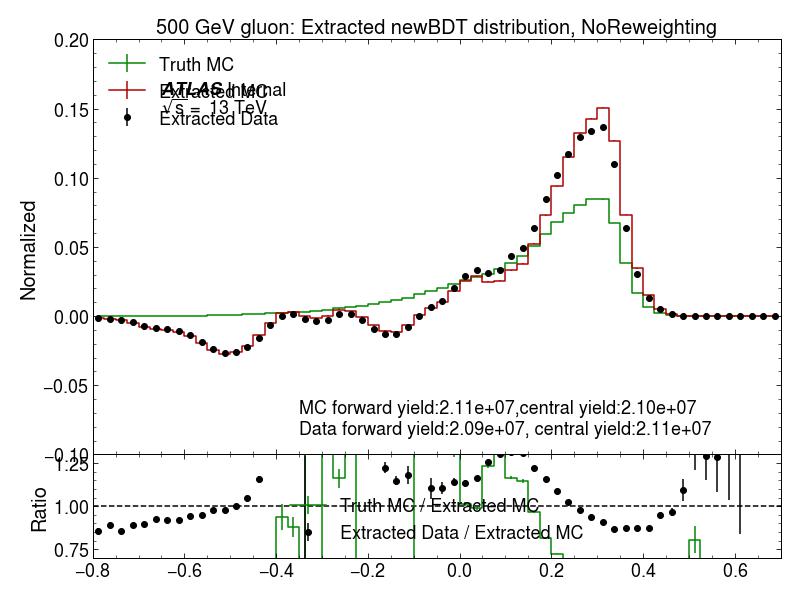 500 GeV gluon: Extracted newBDT distribution, NoReweighting
Truth MC
Extracted MC
ATLAS Internal
√s = 13 TeV
Extracted Data
Normalized
0.20
0.15
0.10
0.05
0.00
−0.05
−0.10
MC forward yield:2.11e+07,central yield:2.10e+07
Data forward yield:2.09e+07, central yield:2.11e+07
Ratio
1.25
1.00
0.75
Truth MC / Extracted MC
Extracted Data / Extracted MC
−0.8 −0.6 −0.4 −0.2 0.0 0.2 0.4 0.6